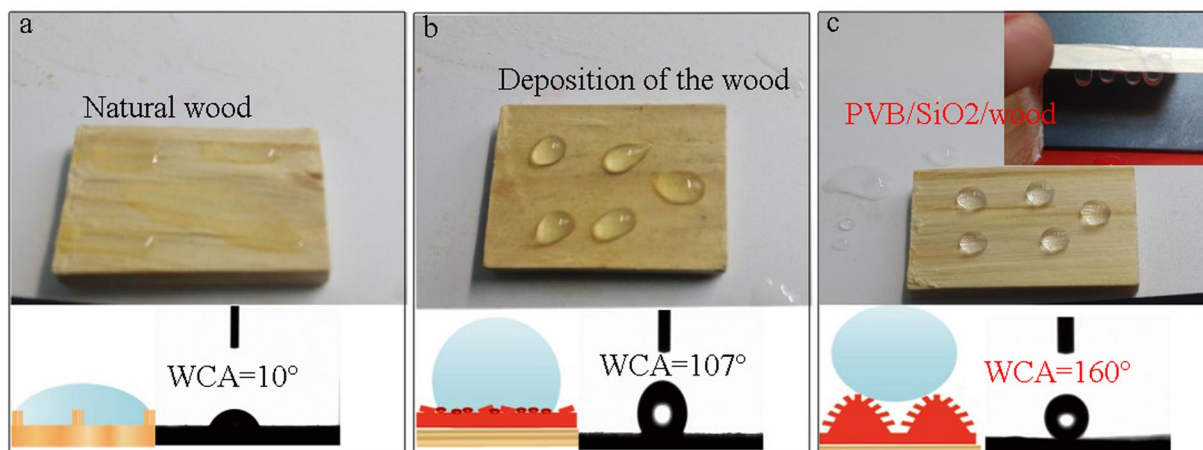 a
Natural wood
WCA=10°
b
Deposition of the wood
WCA=107°
c
PVB/SiO2/wood
WCA=160°